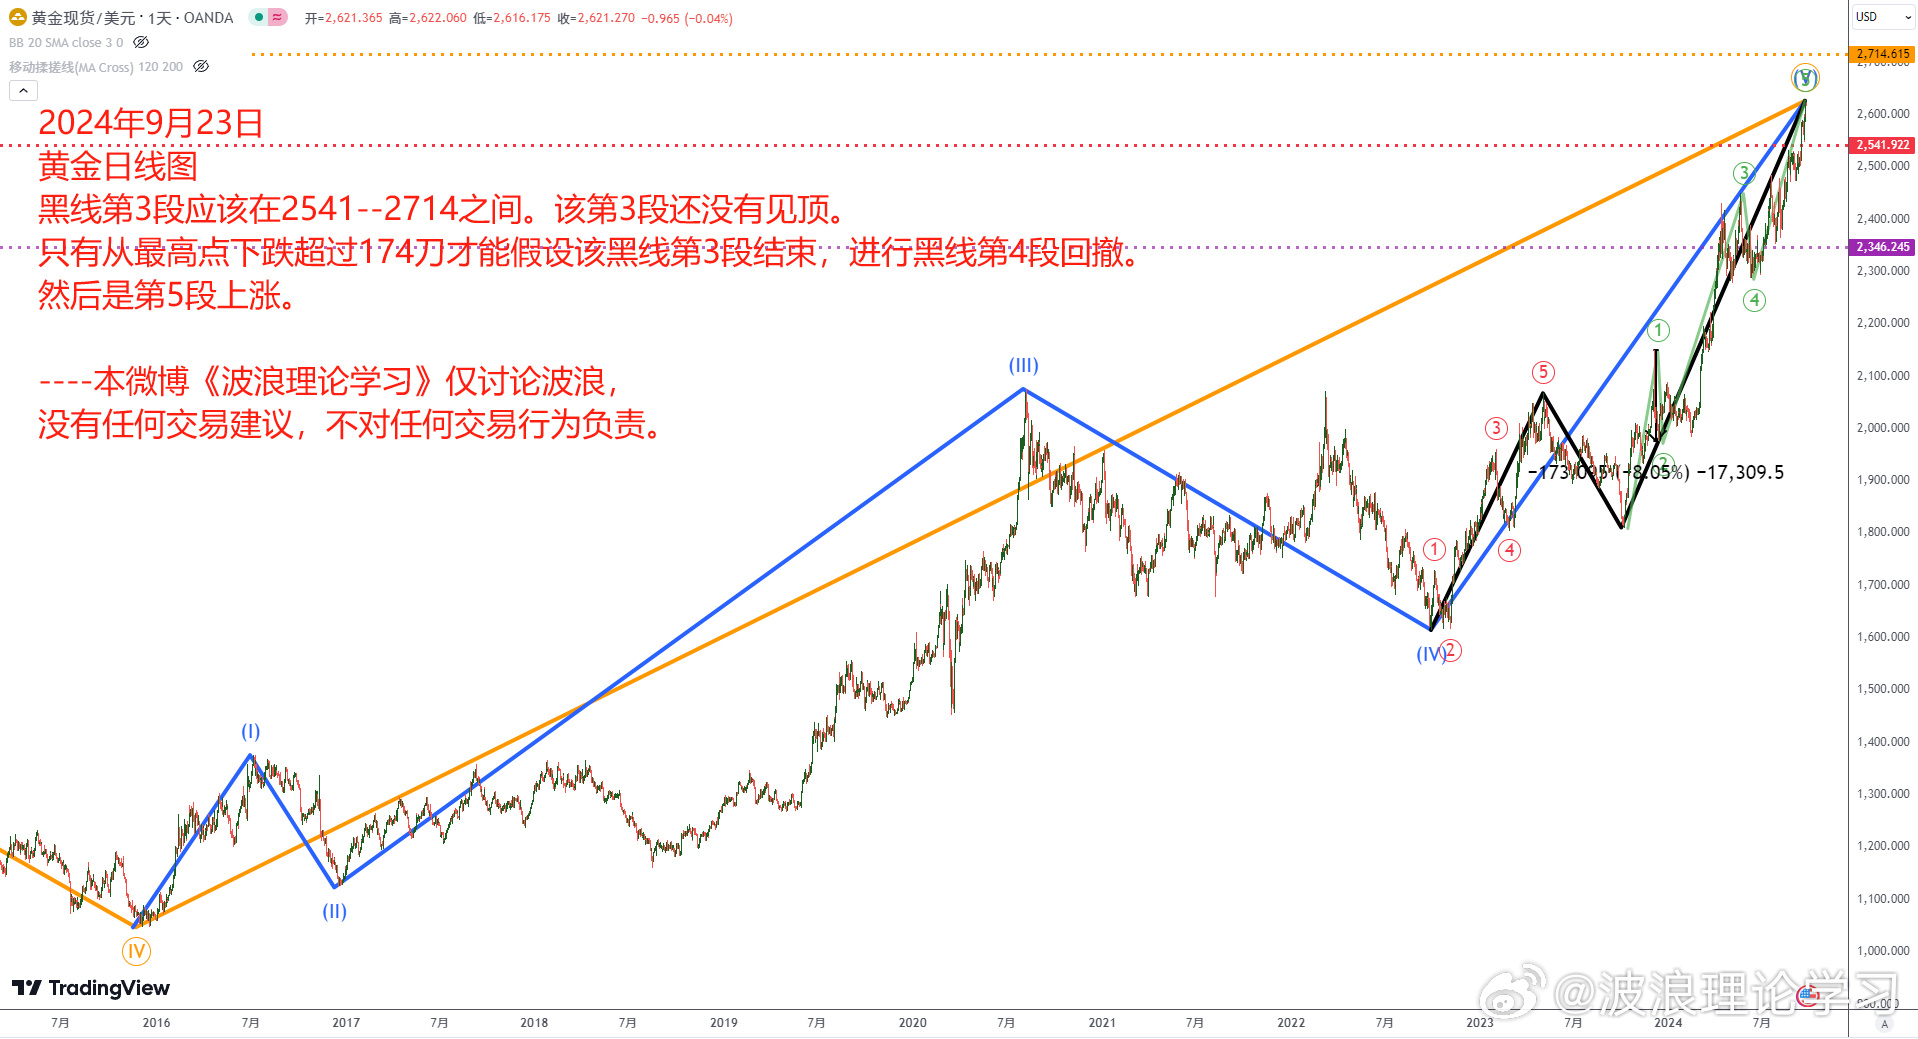 黄金现货/美元 · 1天 · OANDA 开=2,621.365 高=2,622.060 低=2,616.175 收=2,621.270 −0.965 (−0.04%)
USD
BB 20 SMA close 3 0
移动揉搓线(MA Cross) 120 200
2,714.615
(V)
2,600.000
2024年9月23日
2,541.922
黄金日线图
2,500.000
3
黑线第3段应该在2541--2714之间。该第3段还没有见顶。
2,400.000
只有从最高点下跌超过174刀才能假设该黑线第3段结束，进行黑线第4段回撤。
2,346.245
2,300.000
然后是第5段上涨。
4
2,200.000
1
(III)
5
2,100.000
----本微博《波浪理论学习》仅讨论波浪，
没有任何交易建议，不对任何交易行为负责。
3
2,000.000
2
−173.095 (−8.05%) −17,309.5
1,900.000
1,800.000
1
4
1,700.000
1,600.000
(IV)
2
1,500.000
(I)
1,400.000
1,300.000
1,200.000
(II)
1,100.000
IV
1,000.000
TradingView
@波浪理论学习
900.000
7月 2016 7月 2017 7月 2018 7月 2019 7月 2020 7月 2021 7月 2022 7月 2023 7月 2024 7月
A